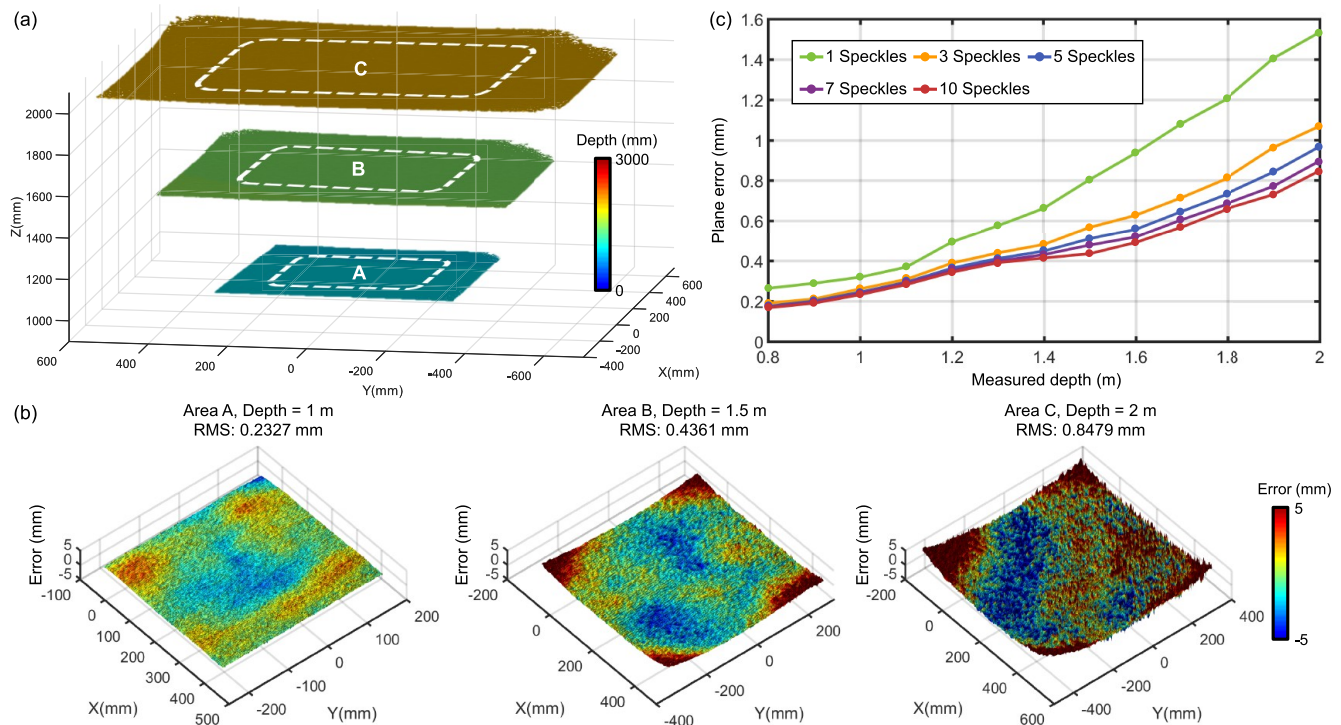 (a)
C
B
A
Depth (mm)
3000
0
Z(mm)
2000
1800
1600
1400
1200
1000
600
400
200
0
-200
-400
-600
Y(mm)
600
400
200
0
-200
-400
X(mm)
(c)
1.6
1.4
1.2
1
0.8
0.6
0.4
0.2
0
Plane error (mm)
1 Speckles
3 Speckles
5 Speckles
7 Speckles
10 Speckles
0.8
1
1.2
1.4
1.6
1.8
2
Measured depth (m)
(b)
Area A, Depth = 1 m
RMS: 0.2327 mm
Error (mm)
5
0
-5
-100
0
100
200
300
400
500
X(mm)
-200
-100
0
100
200
Y(mm)
Area B, Depth = 1.5 m
RMS: 0.4361 mm
Error (mm)
5
0
-5
-200
0
200
400
X(mm)
-400
-200
0
200
Y(mm)
Area C, Depth = 2 m
RMS: 0.8479 mm
Error (mm)
5
0
-5
-200
0
200
400
600
X(mm)
-400
-200
0
200
400
400
Y(mm)
Error (mm)
5
-5